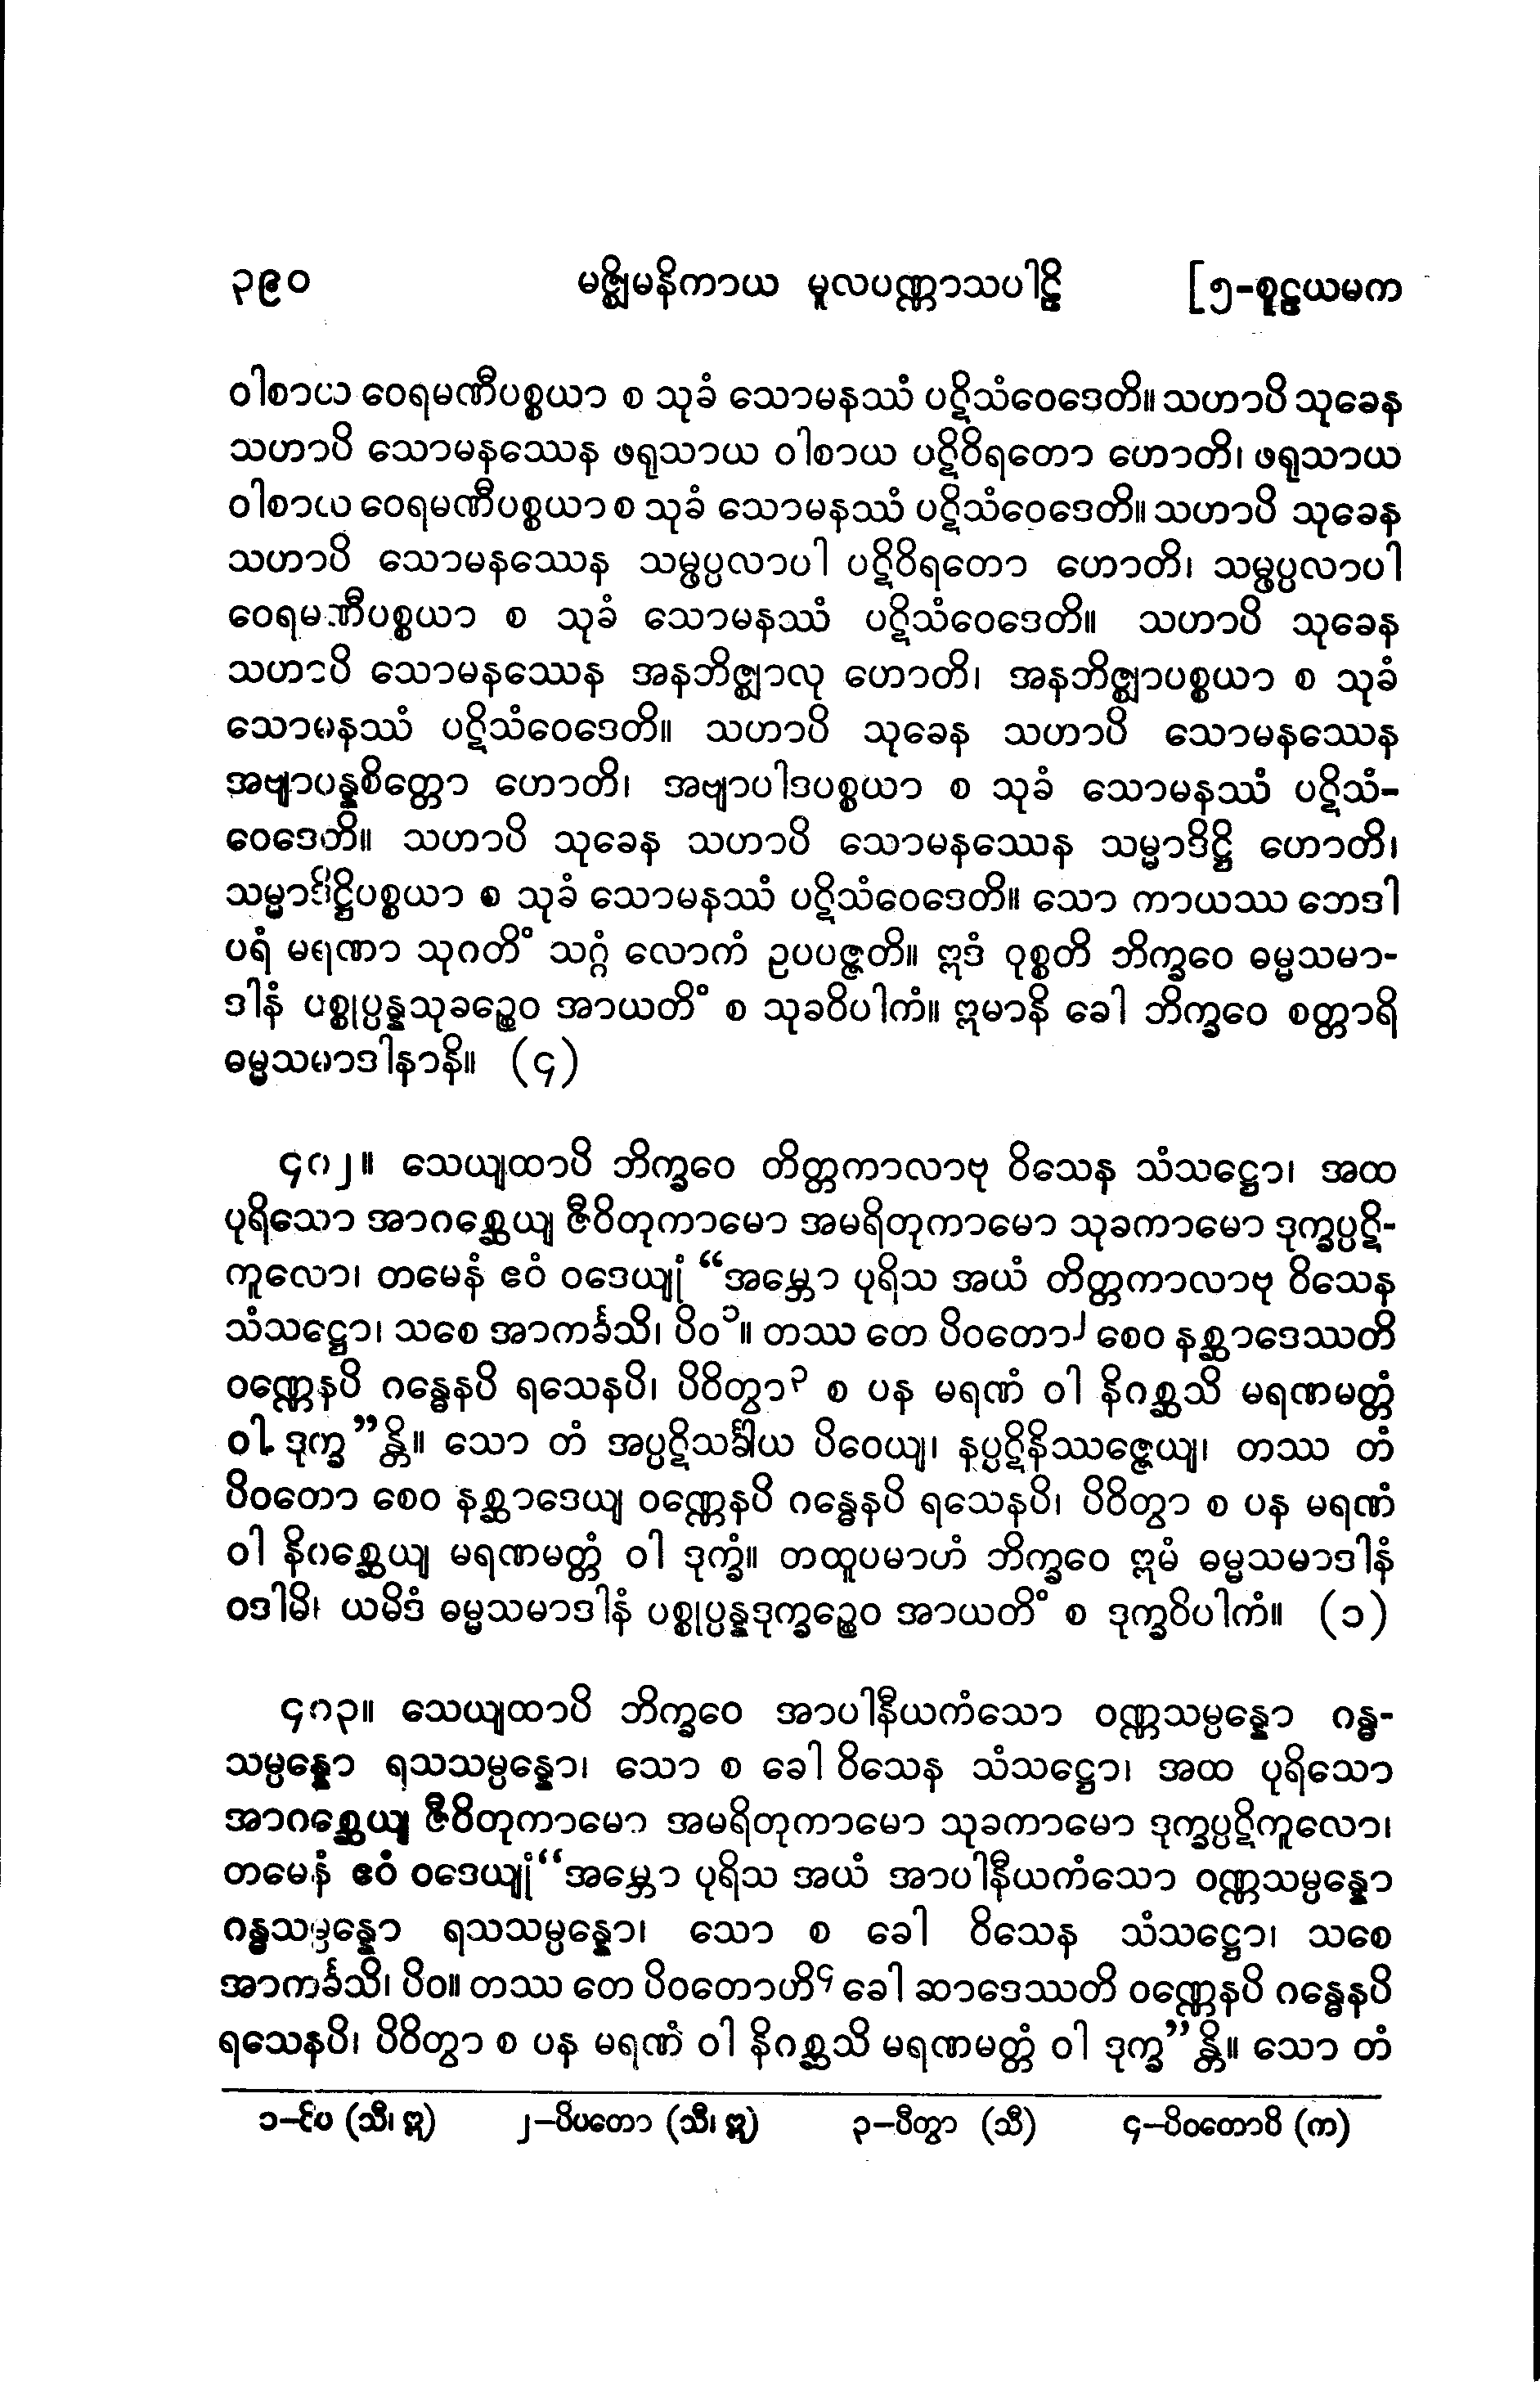 ၃၉၀ မဇ္ဈိမနိကာယ မူလပဏ္ဏာသပါဠိ [၅-စူဠယမက
ဝါစာယ ဝေရမဏီပစ္စယာ စ သုခံ သောမနဿံ ပဋိသံဝေဒေတိ။ သဟာပိ သုခေန
သဟာပိ သောမနဿေန ဖရုသာယ ဝါစာယ ပဋိဝိရတော ဟောတိ၊ ဖရုသာယ
ဝါစာယ ဝေရမဏီပစ္စယာ စ သုခံ သောမနဿံ ပဋိသံဝေဒေတိ။ သဟာပိ သုခေန
သဟာပိ သောမနဿေန သမ္ဖပ္ပလာပါ ပဋိဝိရတော ဟောတိ၊ သမ္ဖပ္ပလာပါ
ဝေရမဏီပစ္စယာ စ သုခံ သောမနဿံ ပဋိသံဝေဒေတိ။ သဟာပိ သုခေန
သဟာပိ သောမနဿေန အနဘိဇ္ဈာလု ဟောတိ၊ အနဘိဇ္ဈာပစ္စယာ စ သုခံ
သောမနဿံ ပဋိသံဝေဒေတိ။ သဟာပိ သုခေန သဟာပိ သောမနဿေန
အဗျာပန္နစိတ္တော ဟောတိ၊ အဗျာပါဒပစ္စယာ စ သုခံ သောမနဿံ ပဋိသံ-
ဝေဒေတိ။ သဟာပိ သုခေန သဟာပိ သောမနဿေန သမ္မာဒိဋ္ဌိ ဟောတိ၊
သမ္မာဒိဋ္ဌိပစ္စယာ စ သုခံ သောမနဿံ ပဋိသံဝေဒေတိ။ သော ကာယဿ ဘေဒါ
ပရံ မရဏာ သုဂတိံ သဂ္ဂံ လောကံ ဥပပဇ္ဇတိ။ ဣဒံ ဝုစ္စတိ ဘိက္ခဝေ ဓမ္မသမာ-
ဒါနံ ပစ္စုပ္ပန္နသုခဉ္စေဝ အာယတိံ စ သုခဝိပါကံ။ ဣမာနိ ခေါ ဘိက္ခဝေ စတ္တာရိ
ဓမ္မသမာဒါနာနိ။ (၄)
၄၈၂။ သေယျထာပိ ဘိက္ခဝေ တိတ္တကာလာဗု ဝိသေန သံသဋ္ဌော၊ အထ
ပုရိသော အာဂစ္ဆေယျ ဇီဝိတုကာမော အမရိတုကာမော သုခကာမော ဒုက္ခပ္ပဋိ-
ကူလော၊ တမေနံ ဧဝံ ဝဒေယျုံ “အမ္ဘော ပုရိသ အယံ တိတ္တကာလာဗု ဝိသေန
သံသဋ္ဌော၊ သစေ အာကင်္ခသိ၊ ပိဝ၁။ တဿ တေ ပိဝတော၂ စေဝ နစ္ဆာဒေဿတိ
ဝဏ္ဏေနပိ ဂန္ဓေနပိ ရသေနပိ၊ ပိဝိတွာ၃ စ ပန မရဏံ ဝါ နိဂစ္ဆသိ မရဏမတ္တံ
ဝါ ဒုက္ခ”န္တိ။ သော တံ အပ္ပဋိသင်္ခါယ ပိဝေယျ၊ နပ္ပဋိနိဿဇ္ဇေယျ၊ တဿ တံ
ပိဝတော စေဝ နစ္ဆာဒေယျ ဝဏ္ဏေနပိ ဂန္ဓေနပိ ရသေနပိ၊ ပိဝိတွာ စ ပန မရဏံ
ဝါ နိဂစ္ဆေယျ မရဏမတ္တံ ဝါ ဒုက္ခံ။ တထူပမာဟံ ဘိက္ခဝေ ဣမံ ဓမ္မသမာဒါနံ
ဝဒါမိ၊ ယမိဒံ ဓမ္မသမာဒါနံ ပစ္စုပ္ပန္နဒုက္ခဉ္စေဝ အာယတိံ စ ဒုက္ခဝိပါကံ။ (၁)
၄၈၃။ သေယျထာပိ ဘိက္ခဝေ အာပါနီယကံသော ဝဏ္ဏသမ္ပန္နော ဂန္ဓ-
သမ္ပန္နော ရသသမ္ပန္နော၊ သော စ ခေါ ဝိသေန သံသဋ္ဌော၊ အထ ပုရိသော
အာဂစ္ဆေယျ ဇီဝိတုကာမော အမရိတုကာမော သုခကာမော ဒုက္ခပ္ပဋိကူလော၊
တမေနံ ဧဝံ ဝဒေယျုံ “အမ္ဘော ပုရိသ အယံ အာပါနီယကံသော ဝဏ္ဏသမ္ပန္နော
ဂန္ဓသမ္ပန္နော ရသသမ္ပန္နော၊ သော စ ခေါ ဝိသေန သံသဋ္ဌော၊ သစေ
အာကင်္ခသိ၊ ပိဝ။ တဿ တေ ပိဝတောဟိ၄ ခေါ ဆာဒေဿတိ ဝဏ္ဏေနပိ ဂန္ဓေနပိ
ရသေနပိ၊ ပိဝိတွာ စ ပန မရဏံ ဝါ နိဂစ္ဆသိ မရဏမတ္တံ ဝါ ဒုက္ခ”န္တိ။ သော တံ
၁-ပိပ (သီ၊ ဣ) ၂-ပိပတော (သီ၊ ဣ) ၃-ပီတွာ (သီ) ၄-ပိဝတောပိ (က)